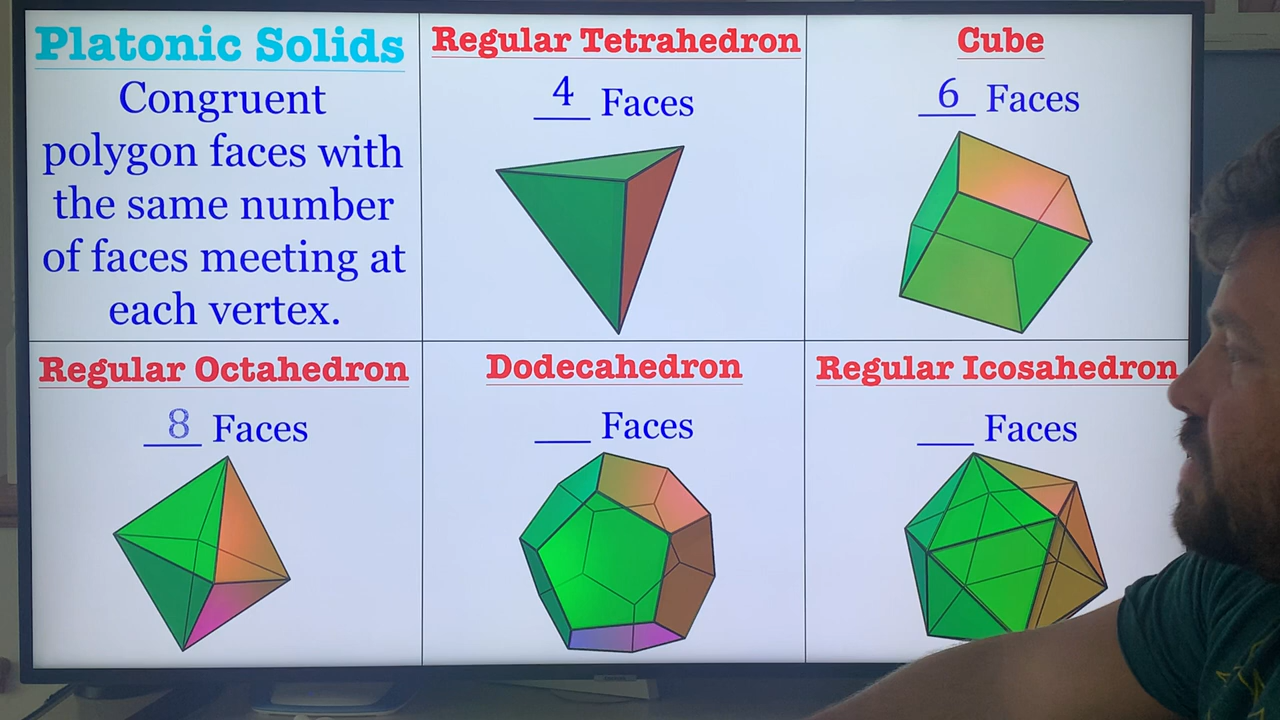 Platonic Solids
Congruent
polygon faces with
the same number
of faces meeting at
each vertex.
Regular Tetrahedron
4 Faces
Cube
6 Faces
Regular Octahedron
8 Faces
Dodecahedron
___ Faces
Regular Icosahedron
___ Faces